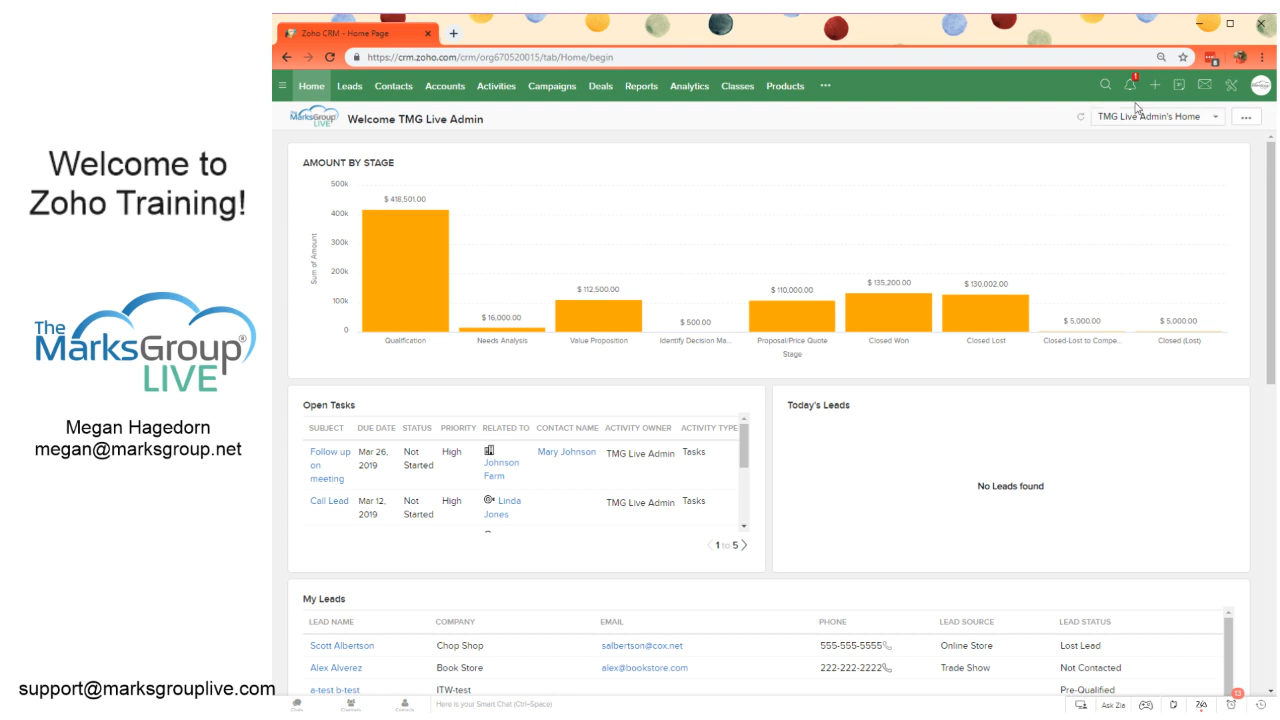 Zoho CRM - Home Page
https://crm.zoho.com/crm/org670520015/tab/Home/begin
Home Leads Contacts Accounts Activities Campaigns Deals Reports Analytics Classes Products ...
1
The MarksGroup LIVE
Welcome TMG Live Admin
TMG Live Admin's Home
Welcome to
Zoho Training!
The
MarksGroup®
LIVE
Megan Hagedorn
megan@marksgroup.net
support@marksgrouplive.com
AMOUNT BY STAGE
Sum of Amount
500k
400k
300k
200k
100k
0
$ 418,501.00
$ 16,000.00
$ 112,500.00
$ 500.00
$ 110,000.00
$ 135,200.00
$ 130,002.00
$ 5,000.00
$ 5,000.00
Qualification
Needs Analysis
Value Proposition
Identify Decision Ma...
Proposal/Price Quote
Stage
Closed Won
Closed Lost
Closed-Lost to Compe...
Closed (Lost)
Open Tasks
SUBJECT DUE DATE STATUS PRIORITY RELATED TO CONTACT NAME ACTIVITY OWNER ACTIVITY TYPE
Follow up on meeting Mar 26, 2019 Not Started High Johnson Farm Mary Johnson TMG Live Admin Tasks
Call Lead Mar 12, 2019 Not Started High Linda Jones TMG Live Admin Tasks
1 to 5
Today's Leads
No Leads found
My Leads
LEAD NAME COMPANY EMAIL PHONE LEAD SOURCE LEAD STATUS
Scott Albertson Chop Shop salbertson@cox.net 555-555-5555 Online Store Lost Lead
Alex Alverez Book Store alex@bookstore.com 222-222-2222 Trade Show Not Contacted
a-test b-test ITW-test Pre-Qualified
Chats Channels Contacts Here is your Smart Chat (Ctrl+Space)
Ask Zia
13